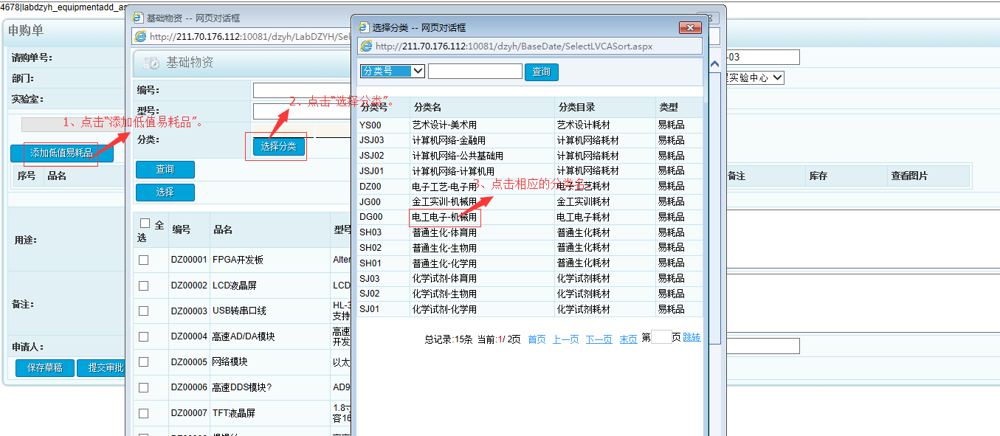 4678|labdzyh_equipmentadd_as
申购单
请购单号：
部门：
实验室：
1、点击“添加低值易耗品”。
添加低值易耗品
序号 品名
用途：
备注：
申请人：
保存草稿 提交审批
基础物资 -- 网页对话框
http://211.70.176.112:10081/dzyh/LabDZYH/Sel
基础物资
编号：
型号：
2、点击“选择分类”。
分类：
选择分类
查询
选择
全选 编号 品名 型号
DZ00001 FPGA开发板 Alter
DZ00002 LCD液晶屏 LCD
DZ00003 USB转串口线 HL-3
支持
DZ00004 高速AD/DA模块 高速
开发
DZ00005 网络模块 以太
DZ00006 高速DDS模块? AD9
DZ00007 TFT液晶屏 1.8寸
容16
选择分类 -- 网页对话框
http://211.70.176.112:10081/dzyh/BaseDate/SelectLVCASort.aspx
分类号 查询
分类号 分类名 分类目录 类型
YS00 艺术设计-美术用 艺术设计耗材 易耗品
JSJ03 计算机网络-金融用 计算机网络耗材 易耗品
JSJ02 计算机网络-公共基础用 计算机网络耗材 易耗品
JSJ01 计算机网络-计算机用 计算机网络耗材 易耗品
DZ00 电子工艺-电子用 电子工艺耗材 易耗品
3、点击相应的分类名。
JG00 金工实训-机械用 金工实训耗材 易耗品
DG00 电工电子-机械用 电工电子耗材 易耗品
SH03 普通生化-体育用 普通生化耗材 易耗品
SH02 普通生化-生物用 普通生化耗材 易耗品
SH01 普通生化-化学用 普通生化耗材 易耗品
SJ03 化学试剂-体育用 化学试剂耗材 易耗品
SJ02 化学试剂-生物用 化学试剂耗材 易耗品
SJ01 化学试剂-化学用 化学试剂耗材 易耗品
总记录:15条 当前:1/ 2页 首页 上一页 下一页 末页 第 页 跳转
-03
实验中心
备注 库存 查看图片